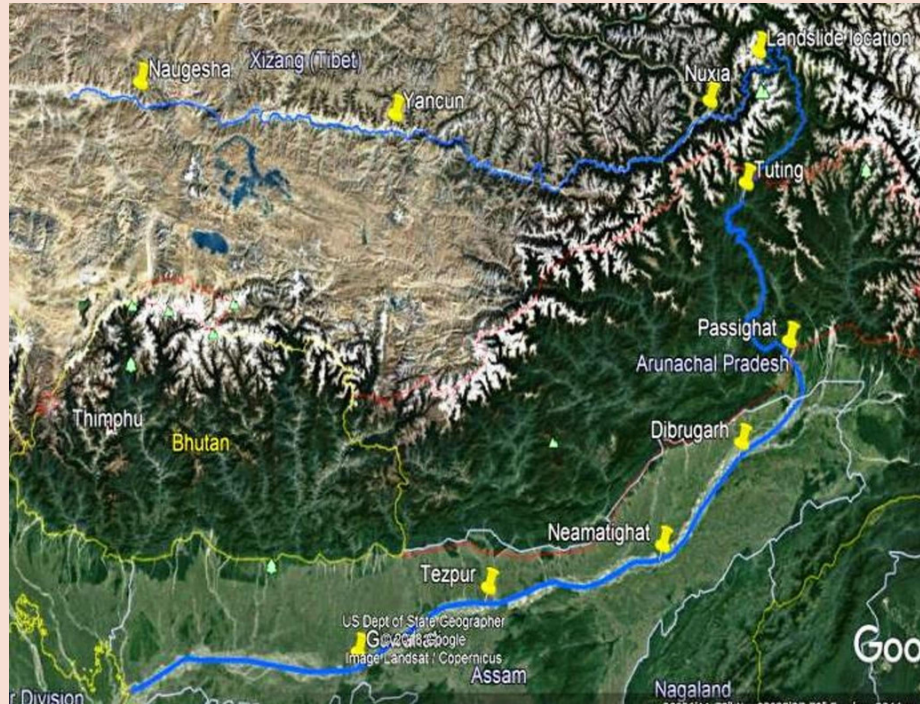 Landslide location
Xizang (Tibet)
Naugesha
Nuxia
Yancun
Tuting
Passighat
Arunachal Pradesh
Thimphu
Dibrugarh
Bhutan
Neamatighat
Tezpur
US Dept of State Geographer
Google
Image Landsat / Copernicus
Goo
Assam
Nagaland
r Division